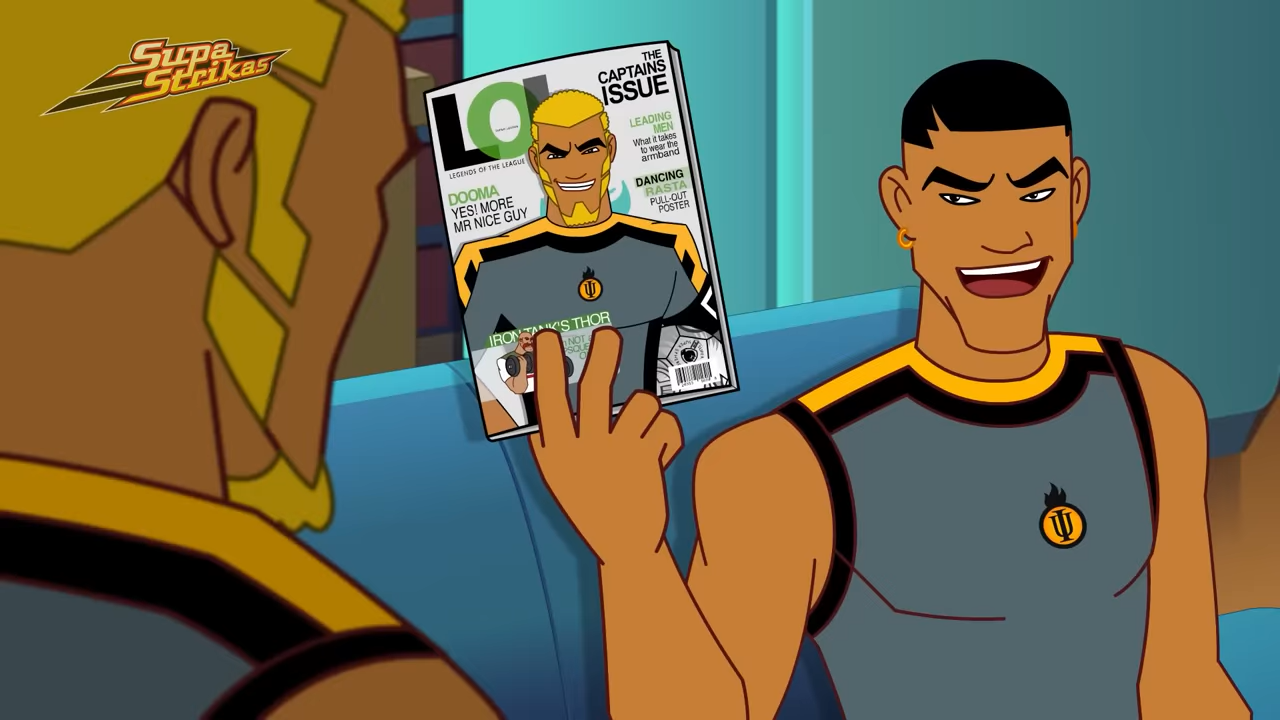 Supa
Strikas
LOL
LEGENDS OF THE LEAGUE
THE
CAPTAINS
ISSUE
LEADING
MEN
What it takes
to wear the
armband
DANCING
RASTA
PULL-OUT
POSTER
DOOMA
YES! MORE
MR NICE GUY
IRON TANK'S THOR